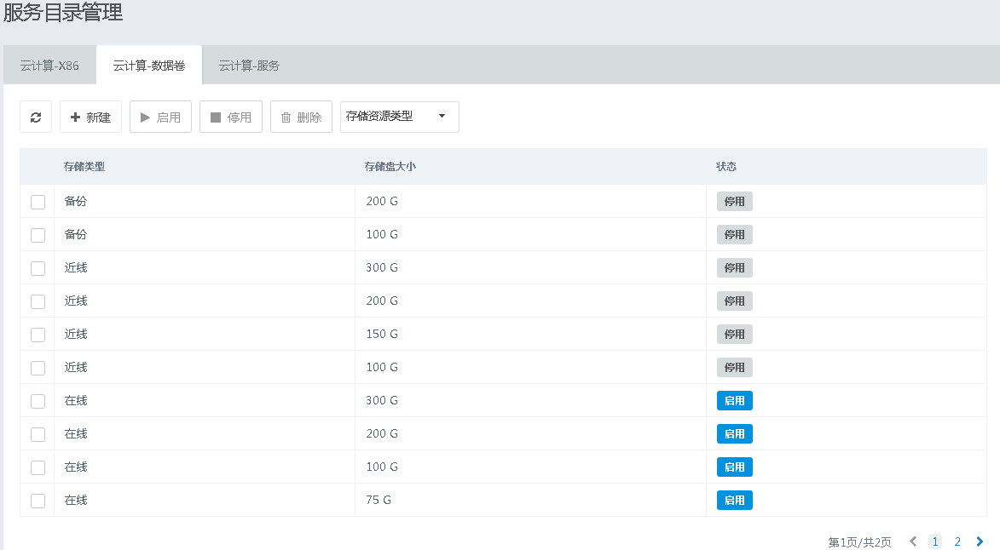 服务目录管理
云计算-X86 云计算-数据卷 云计算-服务
新建 启用 停用 删除 存储资源类型
存储类型 存储盘大小 状态
备份 200 G 停用
备份 100 G 停用
近线 300 G 停用
近线 200 G 停用
近线 150 G 停用
近线 100 G 停用
在线 300 G 启用
在线 200 G 启用
在线 100 G 启用
在线 75 G 启用
第1页/共2页 1 2